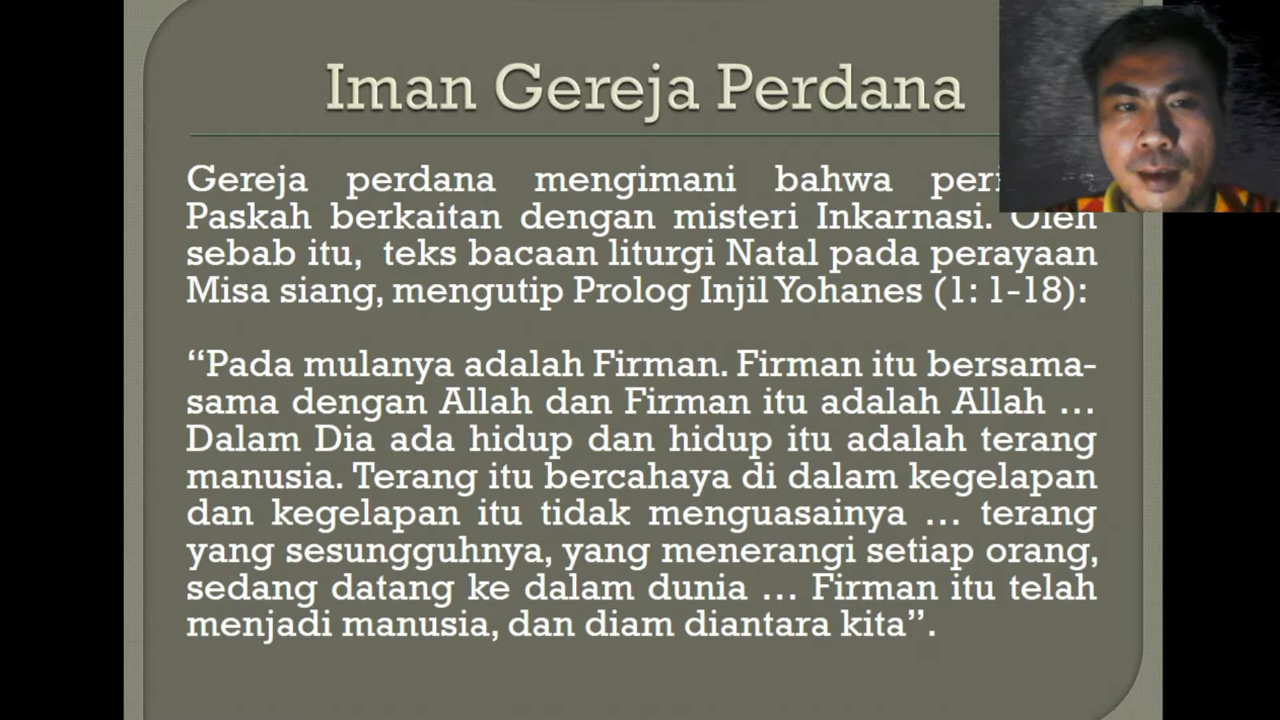 Iman Gereja Perdana
Gereja perdana mengimani bahwa
Paskah berkaitan dengan misteri Inkarnasi. Oleh
sebab itu, teks bacaan liturgi Natal pada perayaan
Misa siang, mengutip Prolog Injil Yohanes (1: 1-18):
“Pada mulanya adalah Firman. Firman itu bersama-
sama dengan Allah dan Firman itu adalah Allah ...
Dalam Dia ada hidup dan hidup itu adalah terang
manusia. Terang itu bercahaya di dalam kegelapan
dan kegelapan itu tidak menguasainya ... terang
yang sesungguhnya, yang menerangi setiap orang,
sedang datang ke dalam dunia ... Firman itu telah
menjadi manusia, dan diam diantara kita”.